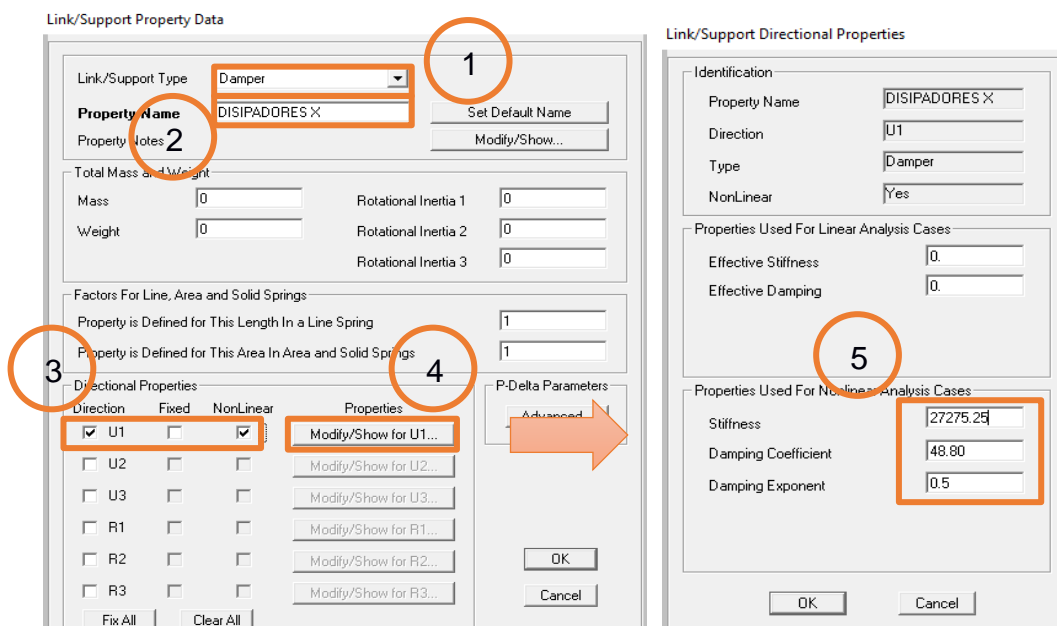 Link/Support Property Data
1
Link/Support Type Damper
Property Name DISIPADORES X Set Default Name
2
Property Notes Modify/Show...
Total Mass and Weight
Mass 0 Rotational Inertia 1 0
Weight 0 Rotational Inertia 2 0
Rotational Inertia 3 0
Factors For Line, Area and Solid Springs
Property is Defined for This Length In a Line Spring 1
Property is Defined for This Area In Area and Solid Springs 1
3
4
Directional Properties P-Delta Parameters
Direction Fixed NonLinear Properties Advanced
U1 Modify/Show for U1...
U2 Modify/Show for U2...
U3 Modify/Show for U3...
R1 Modify/Show for R1...
R2 Modify/Show for R2...
R3 Modify/Show for R3...
Fix All Clear All
OK
Cancel
Link/Support Directional Properties
Identification
Property Name DISIPADORES X
Direction U1
Type Damper
NonLinear Yes
Properties Used For Linear Analysis Cases
Effective Stiffness 0.
Effective Damping 0.
5
Properties Used For Nonlinear Analysis Cases
Stiffness 27275.25
Damping Coefficient 48.80
Damping Exponent 0.5
OK Cancel